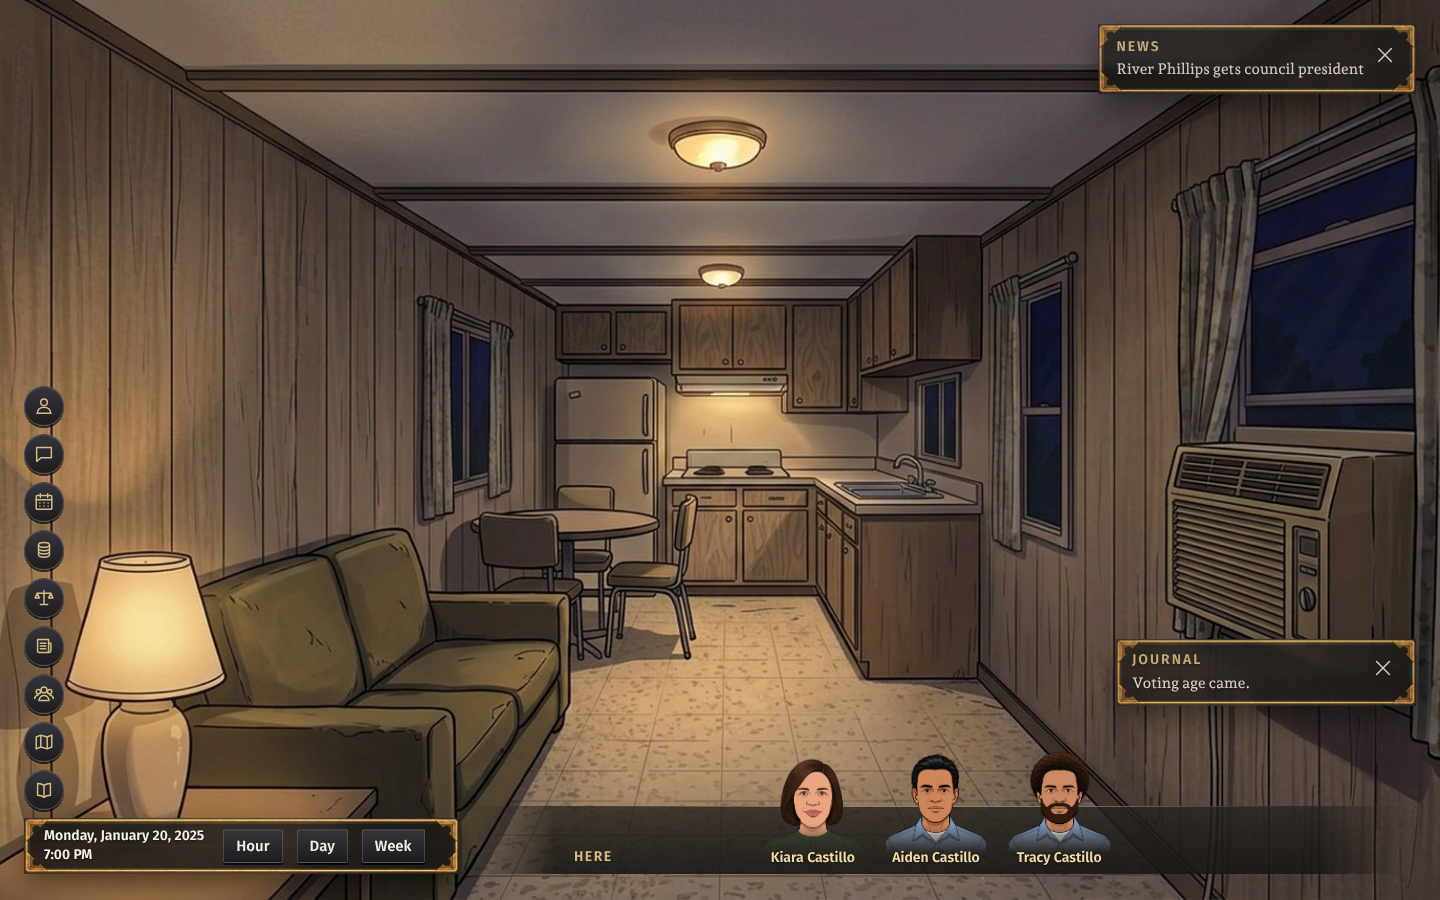 NEWS
River Phillips gets council president
JOURNAL
Voting age came.
Monday, January 20, 2025
7:00 PM
Hour
Day
Week
HERE
Kiara Castillo
Aiden Castillo
Tracy Castillo